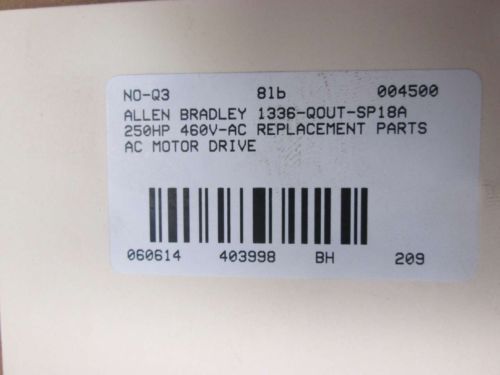 NO-Q3 8lb 004500
ALLEN BRADLEY 1336-QOUT-SP18A
250HP 460V-AC REPLACEMENT PARTS
AC MOTOR DRIVE
060614 403998 BH 209